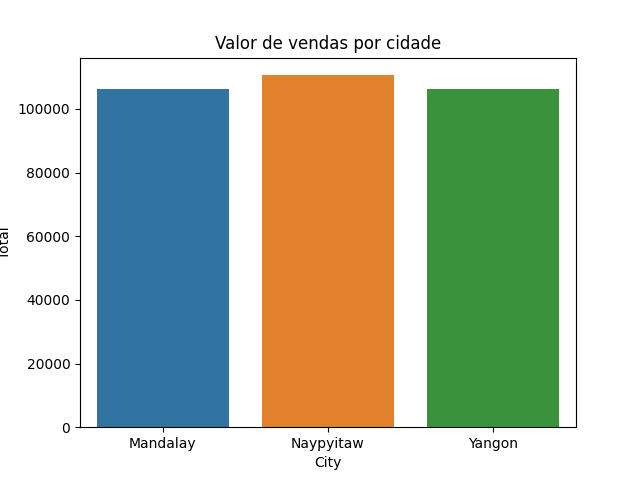 Valor de vendas por cidade
100000
80000
60000
40000
20000
0
Total
Mandalay Naypyitaw Yangon
City